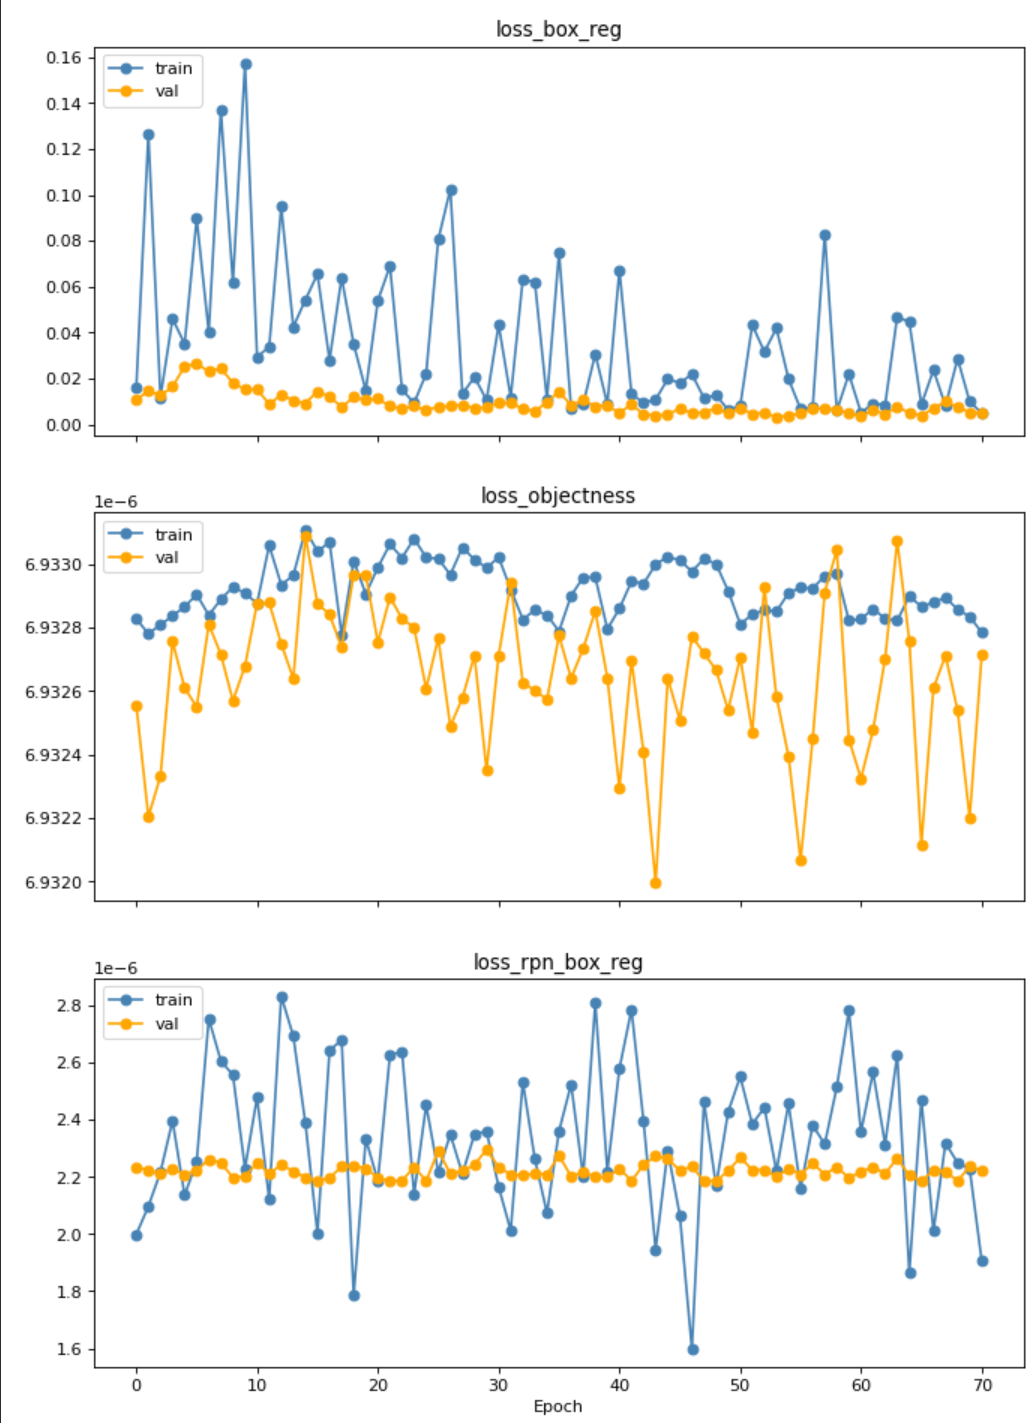 loss_box_reg
train
val
0.16
0.14
0.12
0.10
0.08
0.06
0.04
0.02
0.00
loss_objectness
1e−6
train
val
6.9330
6.9328
6.9326
6.9324
6.9322
6.9320
loss_rpn_box_reg
1e−6
train
val
2.8
2.6
2.4
2.2
2.0
1.8
1.6
0 10 20 30 40 50 60 70
Epoch